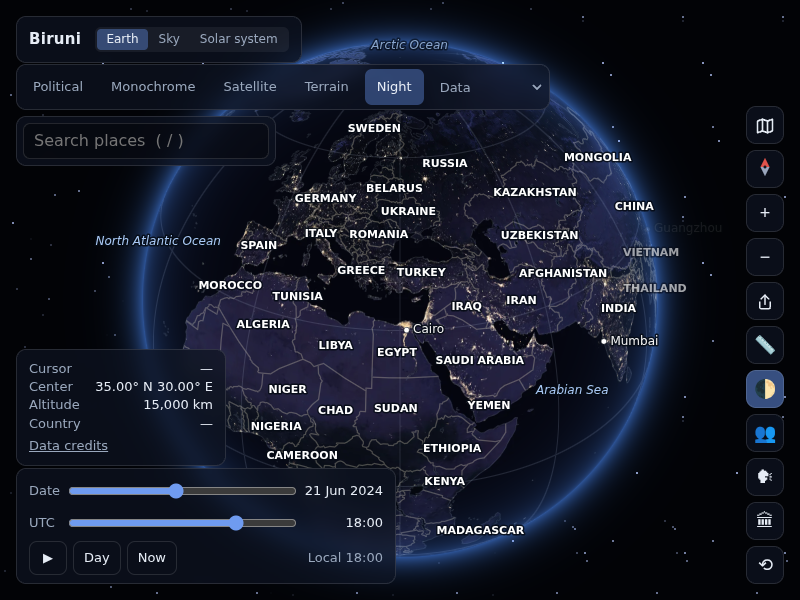 Biruni Earth Sky Solar system
Political Monochrome Satellite Terrain Night Data
Search places ( / )
Arctic Ocean
SWEDEN
RUSSIA
MONGOLIA
BELARUS
KAZAKHSTAN
GERMANY
CHINA
UKRAINE
Guangzhou
ITALY
ROMANIA
UZBEKISTAN
North Atlantic Ocean
SPAIN
VIETNAM
GREECE
TURKEY
AFGHANISTAN
MOROCCO
THAILAND
TUNISIA
IRAQ
IRAN
INDIA
ALGERIA
Cairo
LIBYA
EGYPT
Mumbai
SAUDI ARABIA
NIGER
Arabian Sea
CHAD
SUDAN
YEMEN
NIGERIA
ETHIOPIA
CAMEROON
KENYA
MADAGASCAR
Cursor —
Center 35.00° N 30.00° E
Altitude 15,000 km
Country —
Data credits
Date 21 Jun 2024
UTC 18:00
▶ Day Now Local 18:00
+
−